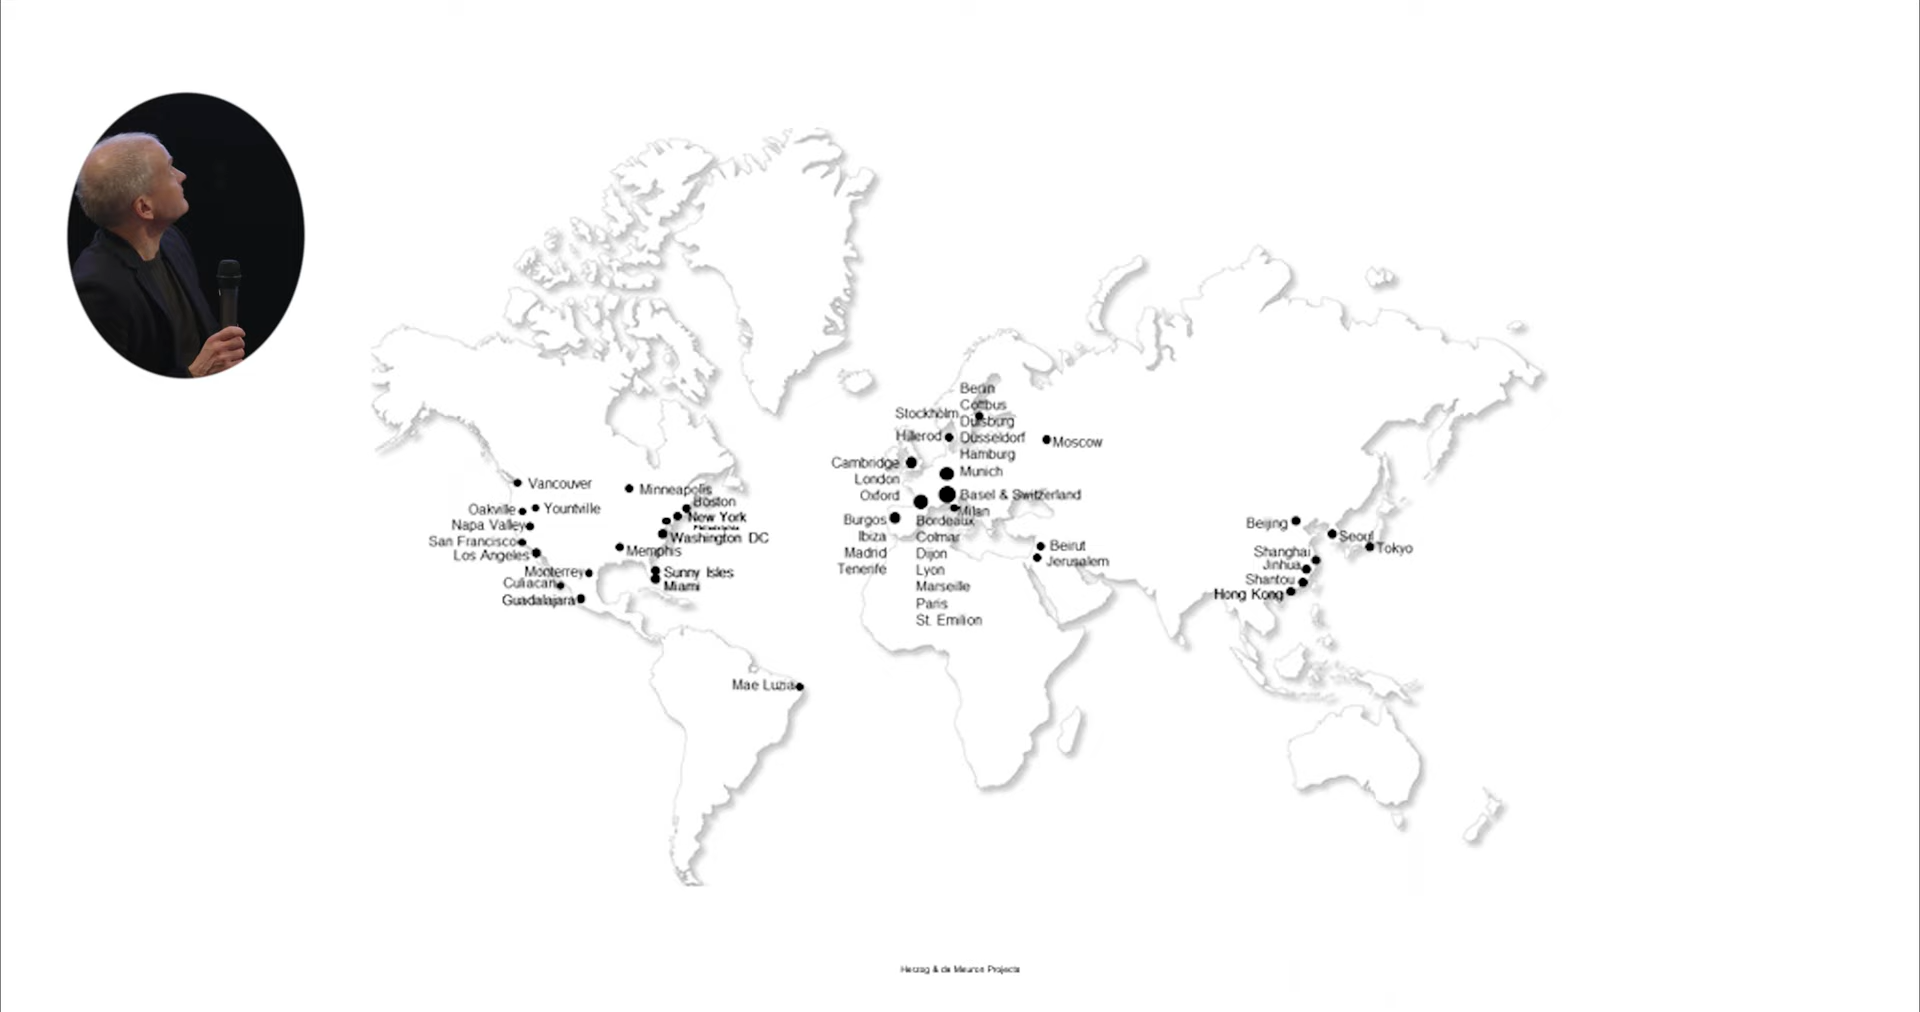 Berlin
Cottbus
Stockholm
Duisburg
Hillerod
Düsseldorf
Moscow
Hamburg
Cambridge
Munich
London
Oxford
Basel & Switzerland
Milan
Burgos
Bordeaux
Ibiza
Colmar
Madrid
Dijon
Tenerife
Lyon
Marseille
Paris
St. Emilion
Vancouver
Minneapolis
Boston
Oakville
Yountville
New York
Philadelphia
Napa Valley
Washington DC
San Francisco
Memphis
Los Angeles
Monterrey
Sunny Isles
Culiacan
Miami
Guadalajara
Mae Luzia
Beirut
Jerusalem
Beijing
Seoul
Tokyo
Shanghai
Jinhua
Shantou
Hong Kong
Herzog & de Meuron Projects